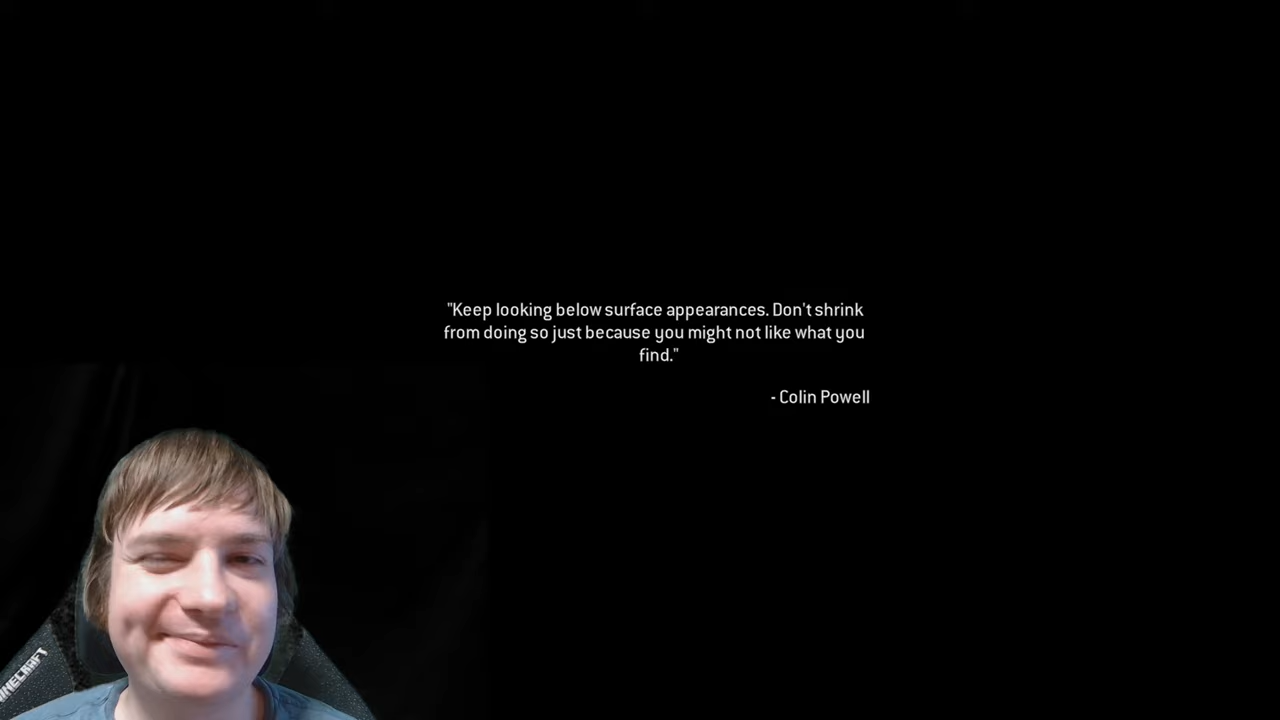 "Keep looking below surface appearances. Don't shrink
from doing so just because you might not like what you
find."
- Colin Powell
INECRAFT